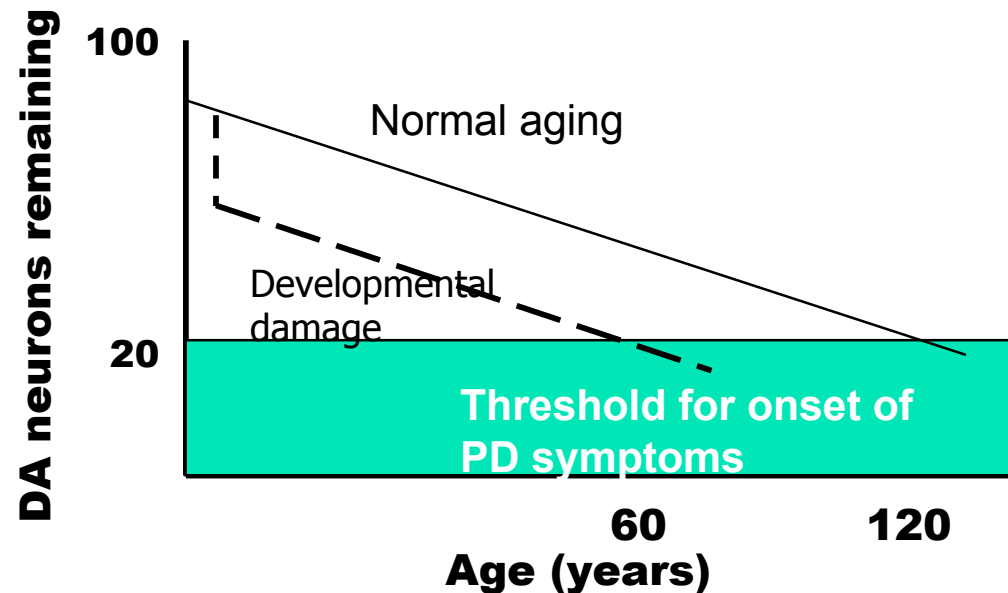 DA neurons remaining
100
Normal aging
Developmental
damage
20
Threshold for onset of
PD symptoms
60
120
Age (years)